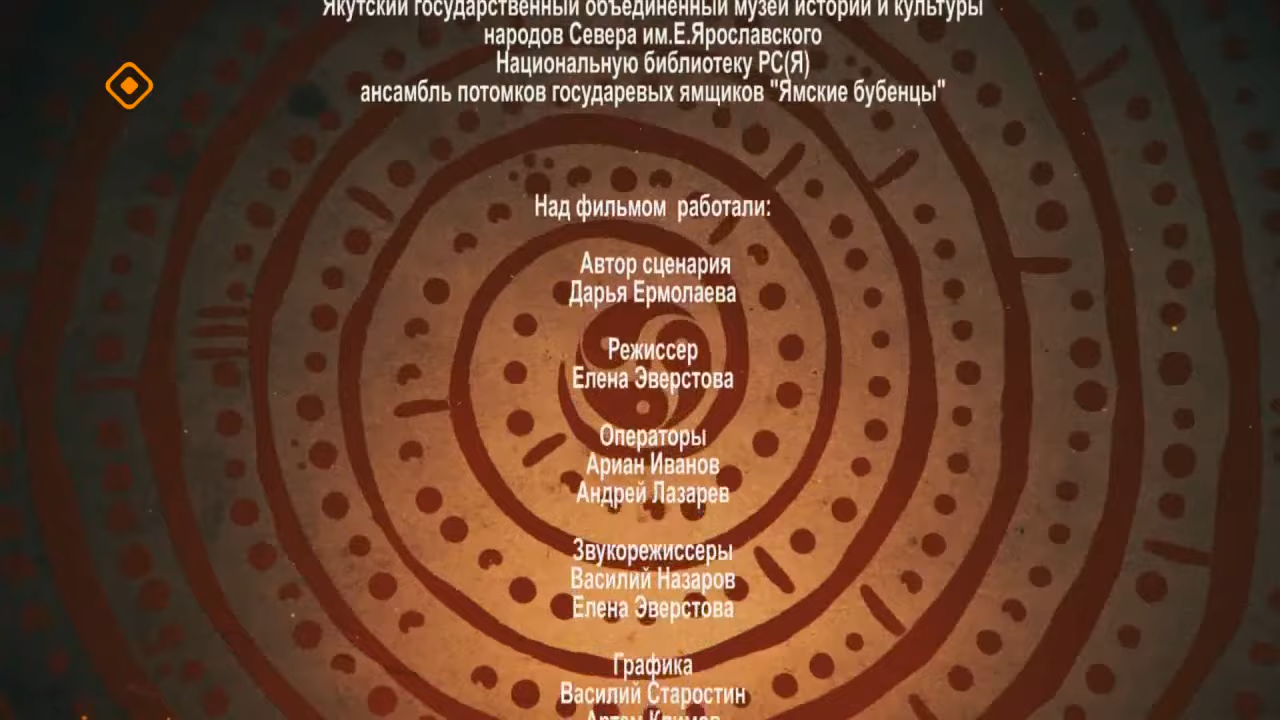 Якутский государственный объединенный музей истории и культуры
народов Севера им.Е.Ярославского
Национальную библиотеку РС(Я)
ансамбль потомков государевых ямщиков "Ямские бубенцы"
Над фильмом работали:
Автор сценария
Дарья Ермолаева
Режиссер
Елена Эверстова
Операторы
Ариан Иванов
Андрей Лазарев
Звукорежиссеры
Василий Назаров
Елена Эверстова
Графика
Василий Старостин
Артем Климов